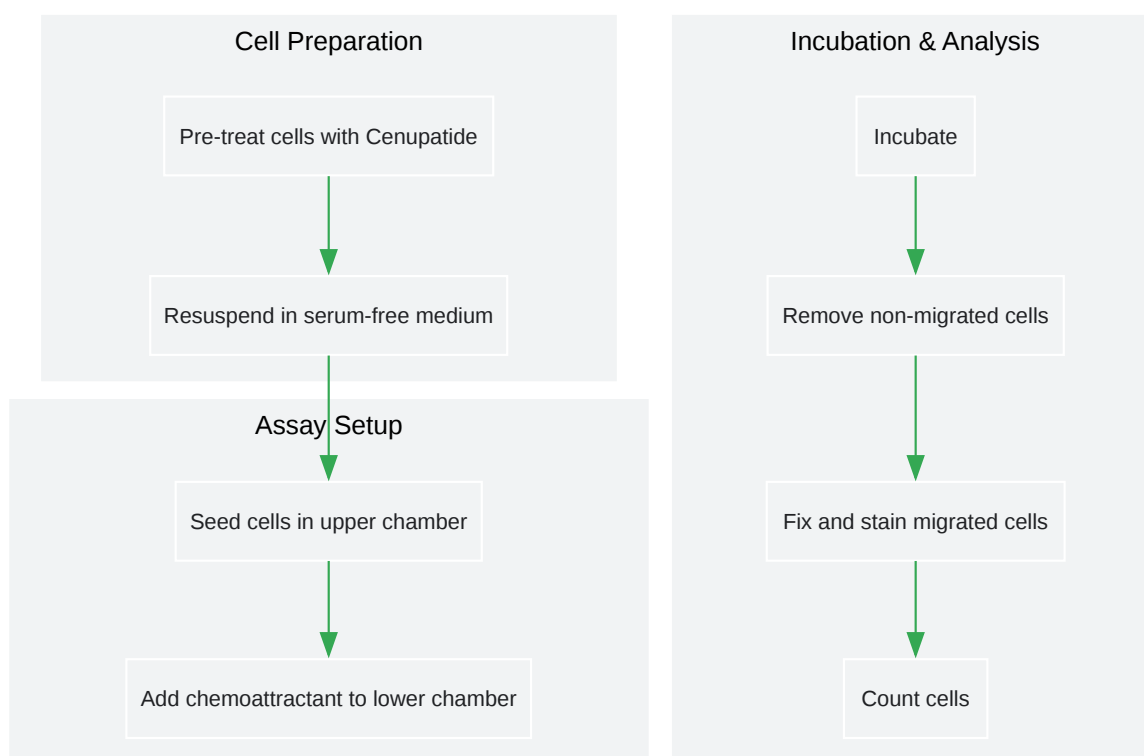 Cell Preparation
Pre-treat cells with Cenupatide
Resuspend in serum-free medium
Assay Setup
Seed cells in upper chamber
Add chemoattractant to lower chamber
Incubation & Analysis
Incubate
Remove non-migrated cells
Fix and stain migrated cells
Count cells